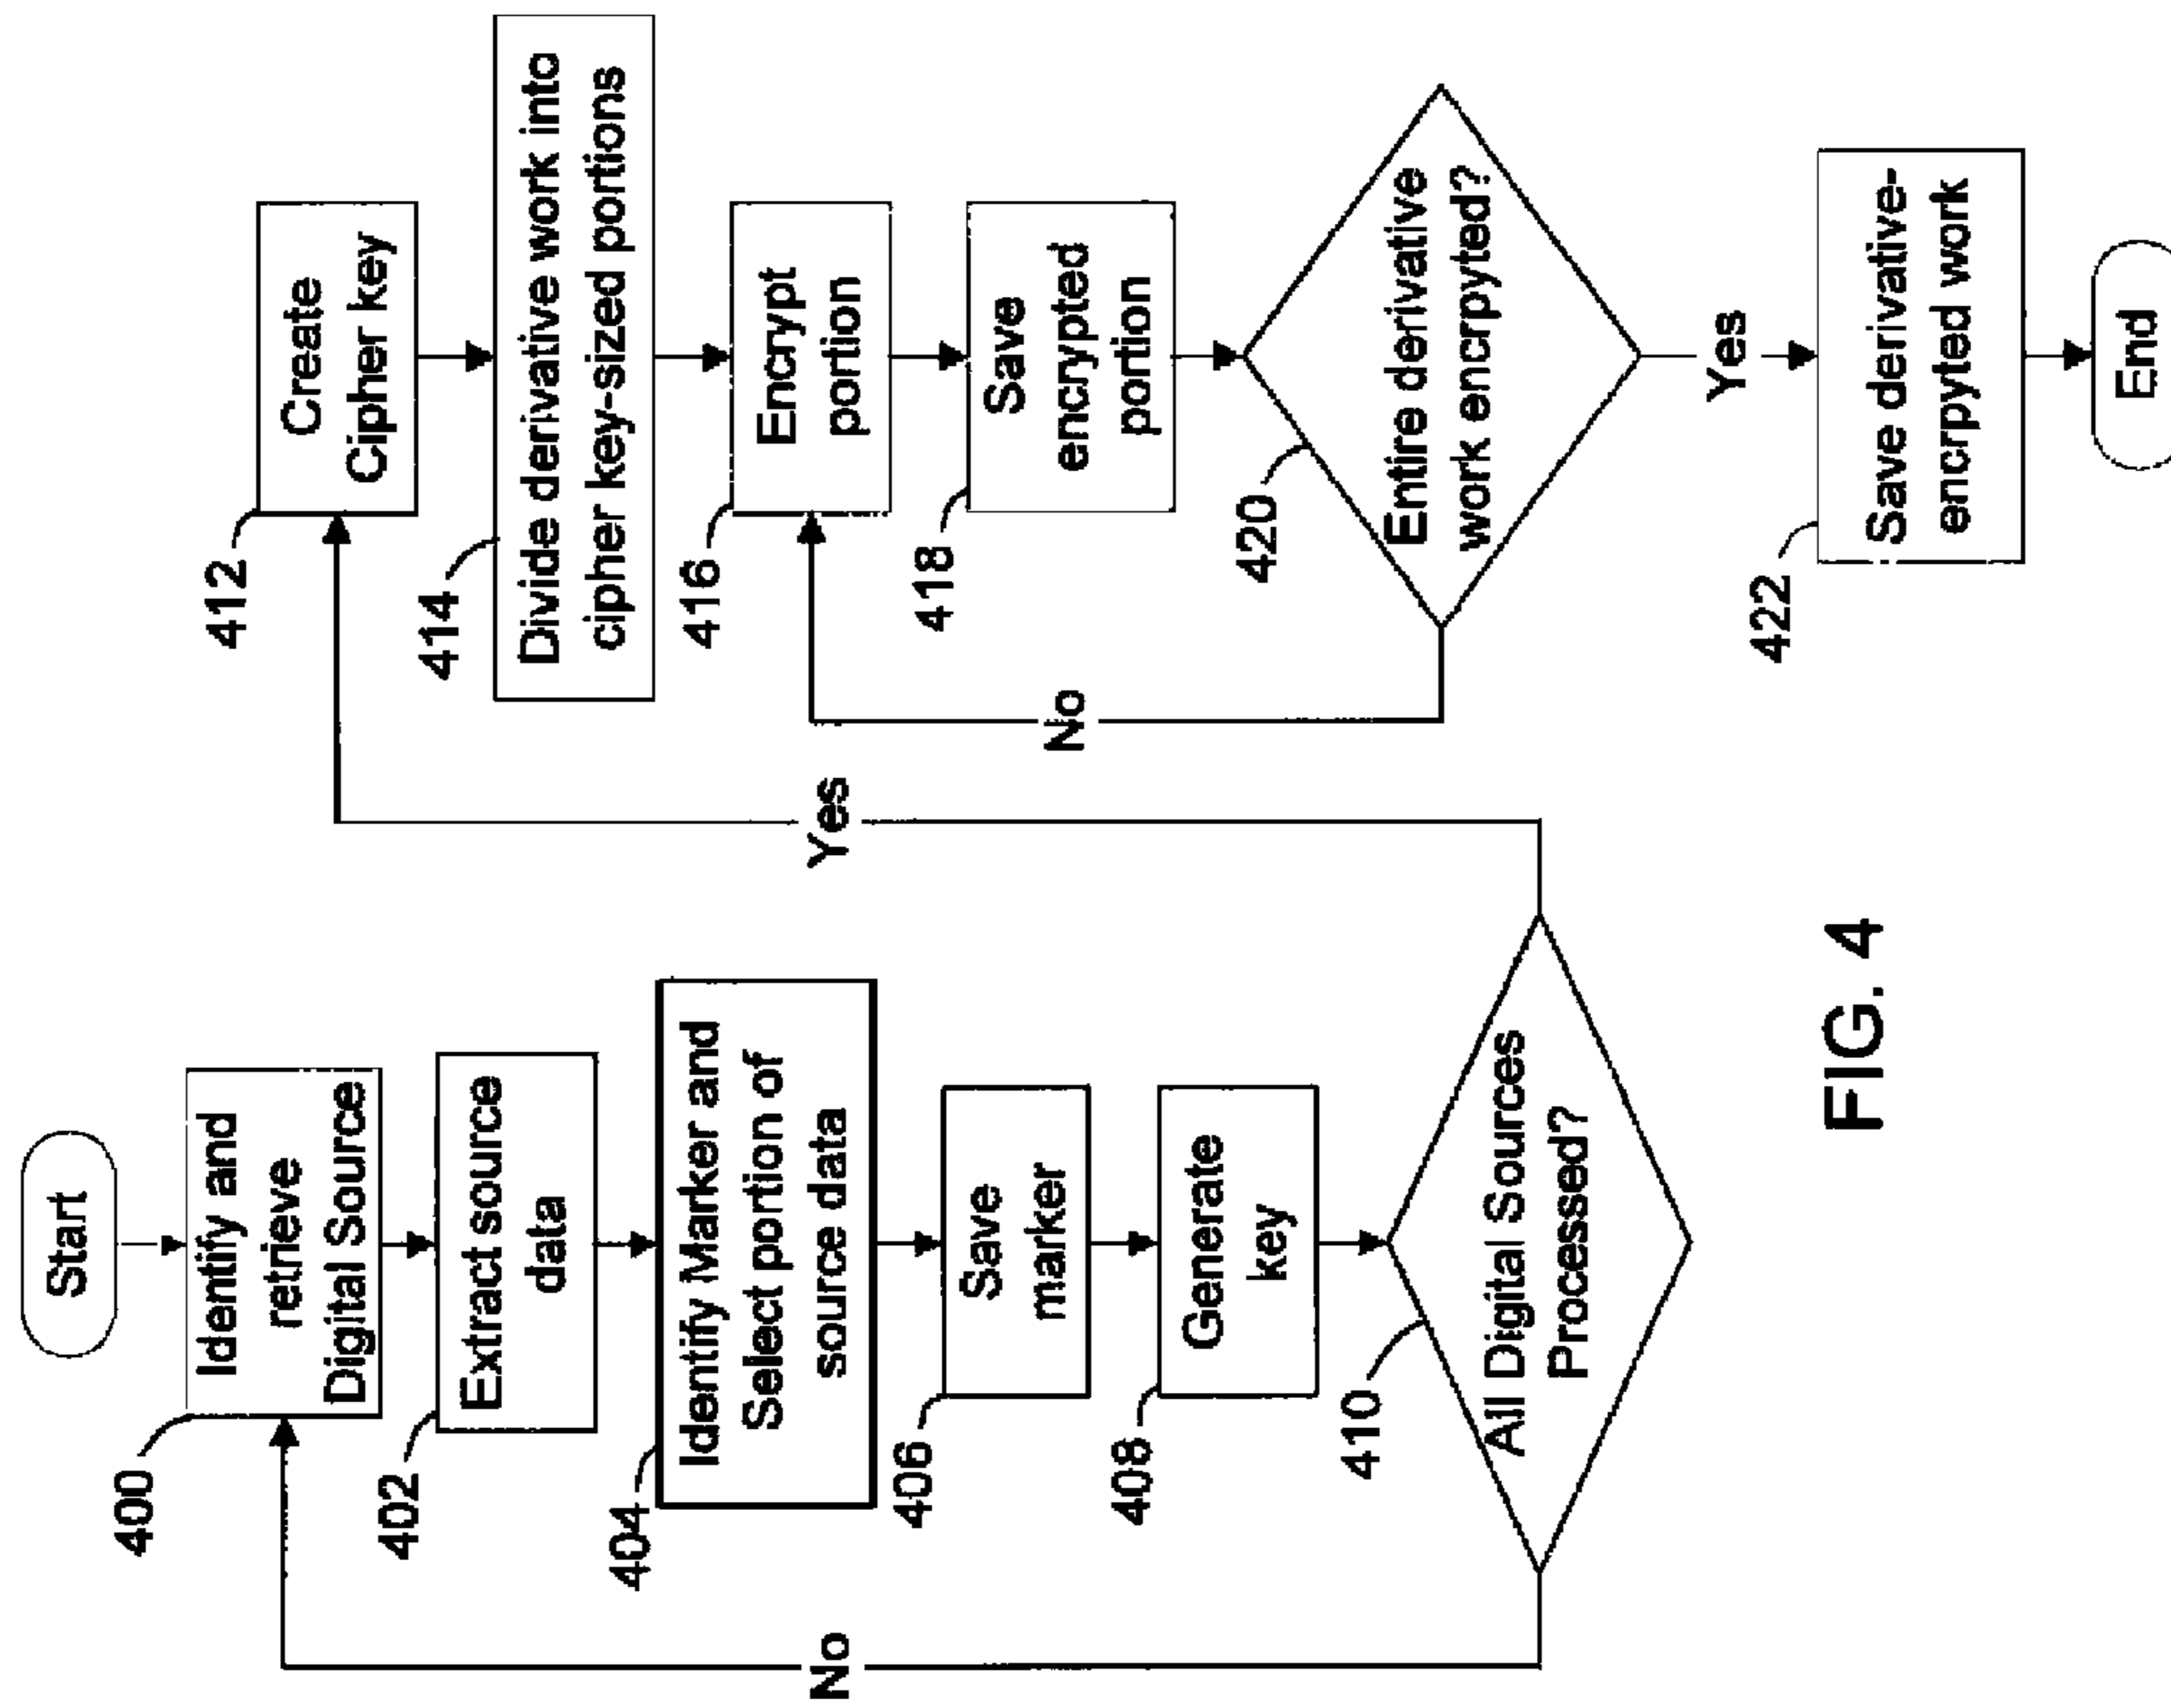 Start
400
Identify and
retrieve
Digital Source
402
Extract source
data
404
Identify Marker and
Select portion of
source data
406
Save
marker
408
Generate
key
410
All Digital Sources
Processed?
No
Yes
412
Create
Cipher key
414
Divide derivative work into
cipher key-sized portions
416
Encrypt
portion
418
Save
encrypted
portion
420
Entire derivative
work encrpyted?
No
Yes
422
Save derivative-
encrpyted work
End
FIG. 4